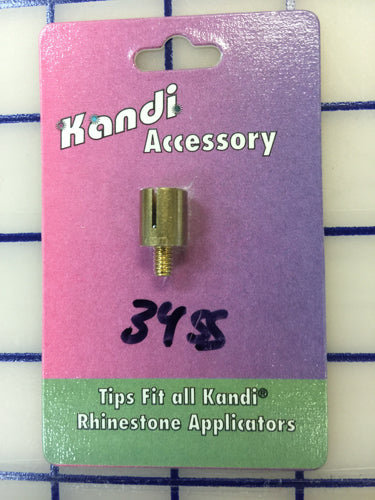 Kandi
Accessory
34ss
Tips Fit all Kandi®
Rhinestone Applicators